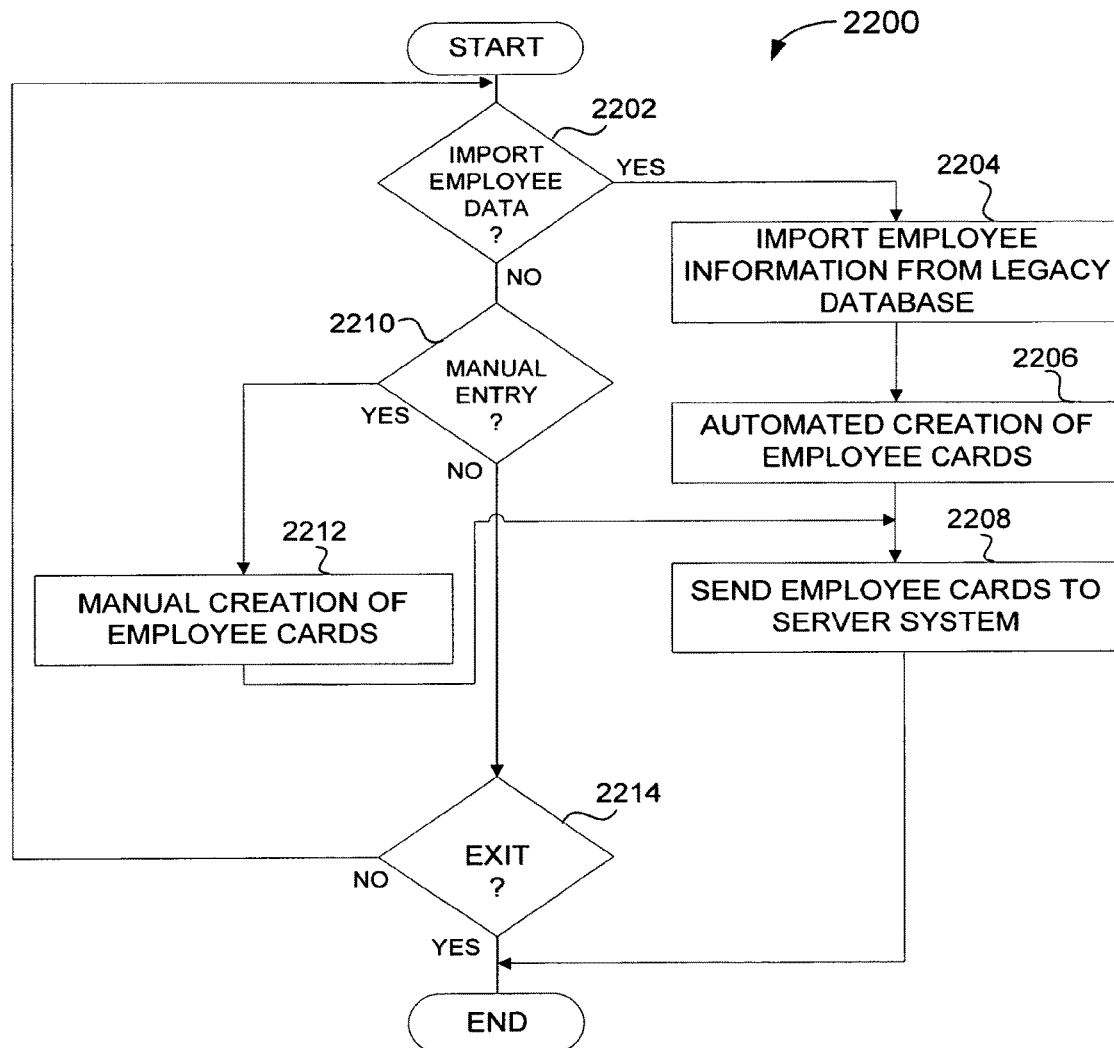 START
2200
2202
IMPORT
EMPLOYEE
DATA
?
YES
NO
2204
IMPORT EMPLOYEE
INFORMATION FROM LEGACY
DATABASE
2210
MANUAL
ENTRY
?
YES
NO
2206
AUTOMATED CREATION OF
EMPLOYEE CARDS
2212
MANUAL CREATION OF
EMPLOYEE CARDS
2208
SEND EMPLOYEE CARDS TO
SERVER SYSTEM
2214
EXIT
?
NO
YES
END